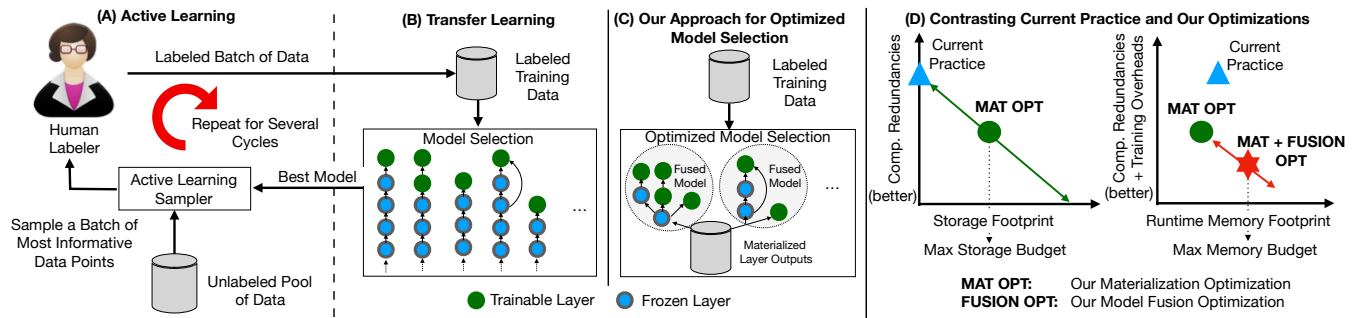 (A) Active Learning
Labeled Batch of Data
Human
Labeler
Repeat for Several
Cycles
Active Learning
Sampler
Best Model
Sample a Batch of
Most Informative
Data Points
Unlabeled Pool
of Data
(B) Transfer Learning
Labeled
Training
Data
Model Selection
...
(C) Our Approach for Optimized
Model Selection
Labeled
Training
Data
Optimized Model Selection
Fused
Model
Fused
Model
...
Materialized
Layer Outputs
Trainable Layer
Frozen Layer
(D) Contrasting Current Practice and Our Optimizations
Comp. Redundancies
(better)
Current
Practice
MAT OPT
Storage Footprint
Max Storage Budget
Comp. Redundancies
+ Training Overheads
(better)
Current
Practice
MAT OPT
MAT + FUSION
OPT
Runtime Memory Footprint
Max Memory Budget
MAT OPT: Our Materialization Optimization
FUSION OPT: Our Model Fusion Optimization